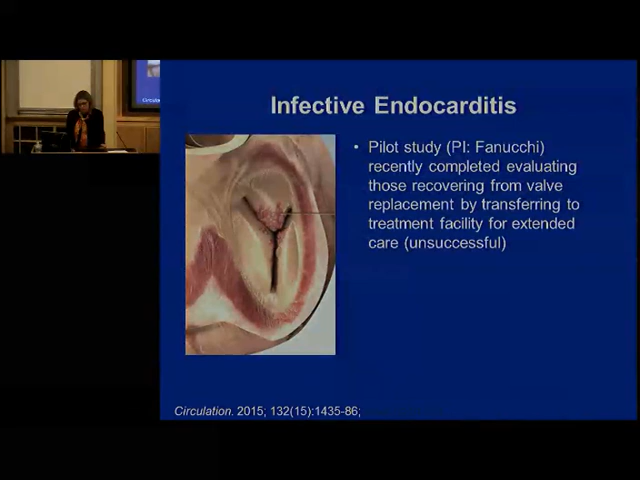 Infective Endocarditis
• Pilot study (PI: Fanucchi)
recently completed evaluating
those recovering from valve
replacement by transferring to
treatment facility for extended
care (unsuccessful)
Circulation. 2015; 132(15):1435-86;